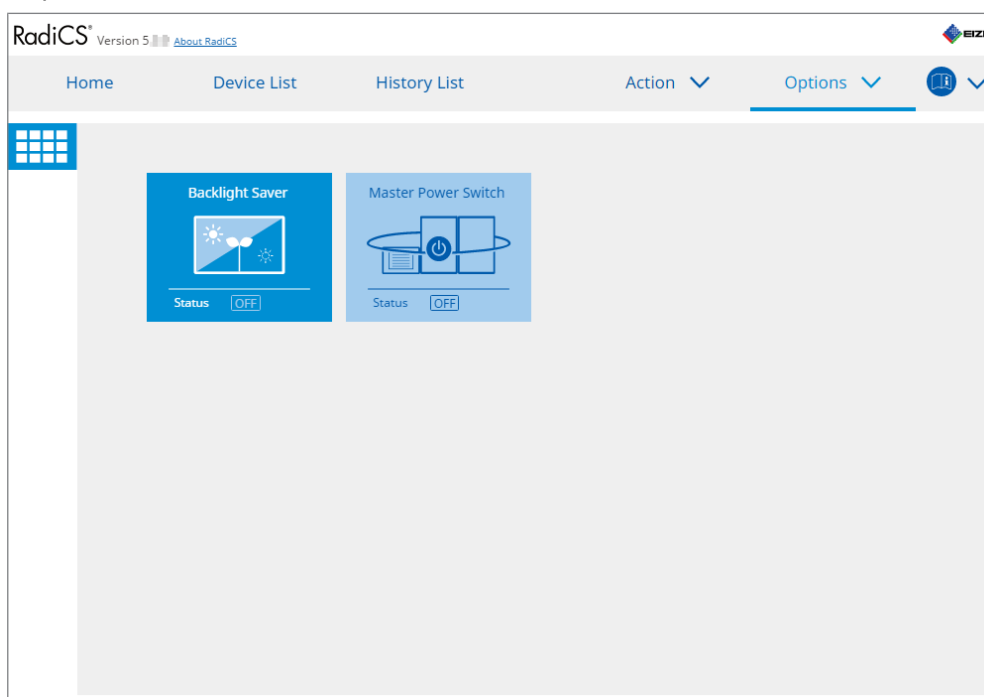 RadiCS® Version 5. About RadiCS
Home Device List History List Action Options
Backlight Saver Master Power Switch
Status OFF Status OFF